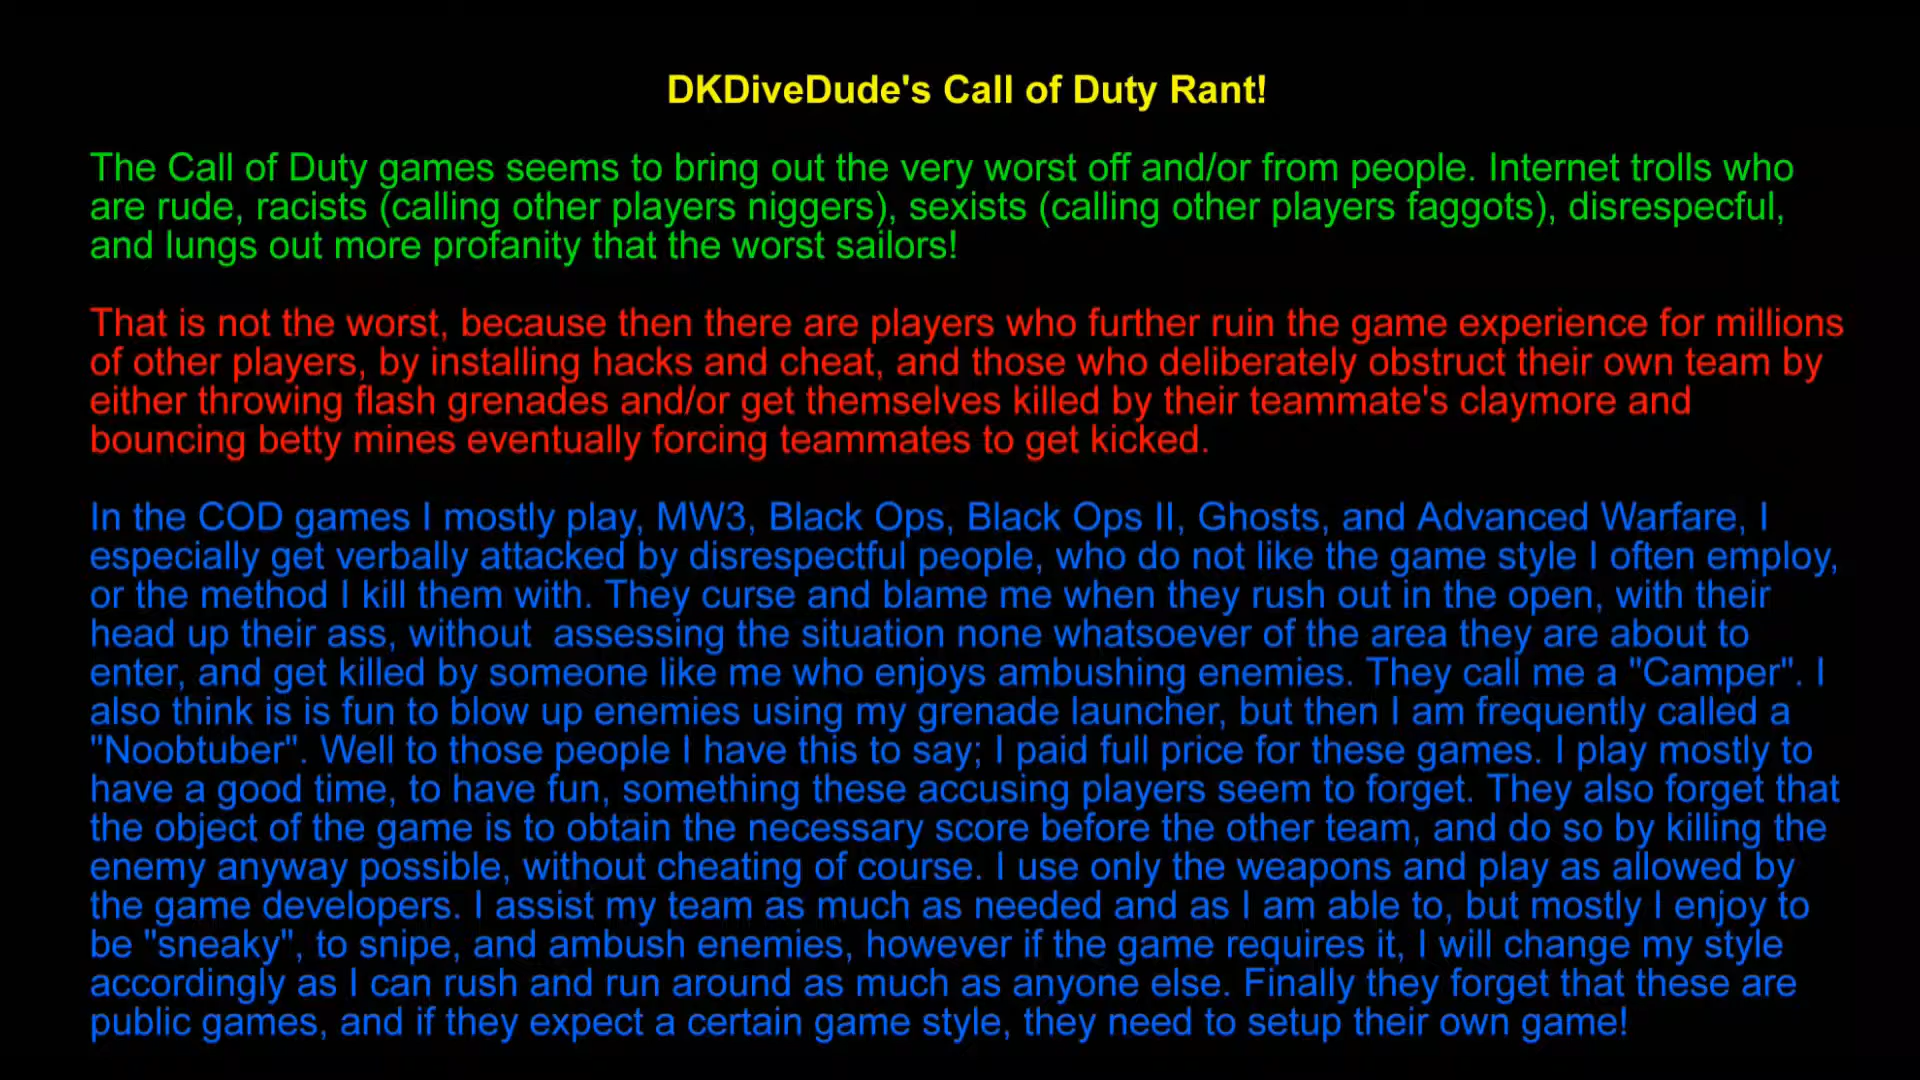 DKDiveDude's Call of Duty Rant!
The Call of Duty games seems to bring out the very worst off and/or from people. Internet trolls who
are rude, racists (calling other players niggers), sexists (calling other players faggots), disrespecful,
and lungs out more profanity that the worst sailors!
That is not the worst, because then there are players who further ruin the game experience for millions
of other players, by installing hacks and cheat, and those who deliberately obstruct their own team by
either throwing flash grenades and/or get themselves killed by their teammate's claymore and
bouncing betty mines eventually forcing teammates to get kicked.
In the COD games I mostly play, MW3, Black Ops, Black Ops II, Ghosts, and Advanced Warfare, I
especially get verbally attacked by disrespectful people, who do not like the game style I often employ,
or the method I kill them with. They curse and blame me when they rush out in the open, with their
head up their ass, without  assessing the situation none whatsoever of the area they are about to
enter, and get killed by someone like me who enjoys ambushing enemies. They call me a "Camper". I
also think is is fun to blow up enemies using my grenade launcher, but then I am frequently called a
"Noobtuber". Well to those people I have this to say; I paid full price for these games. I play mostly to
have a good time, to have fun, something these accusing players seem to forget. They also forget that
the object of the game is to obtain the necessary score before the other team, and do so by killing the
enemy anyway possible, without cheating of course. I use only the weapons and play as allowed by
the game developers. I assist my team as much as needed and as I am able to, but mostly I enjoy to
be "sneaky", to snipe, and ambush enemies, however if the game requires it, I will change my style
accordingly as I can rush and run around as much as anyone else. Finally they forget that these are
public games, and if they expect a certain game style, they need to setup their own game!